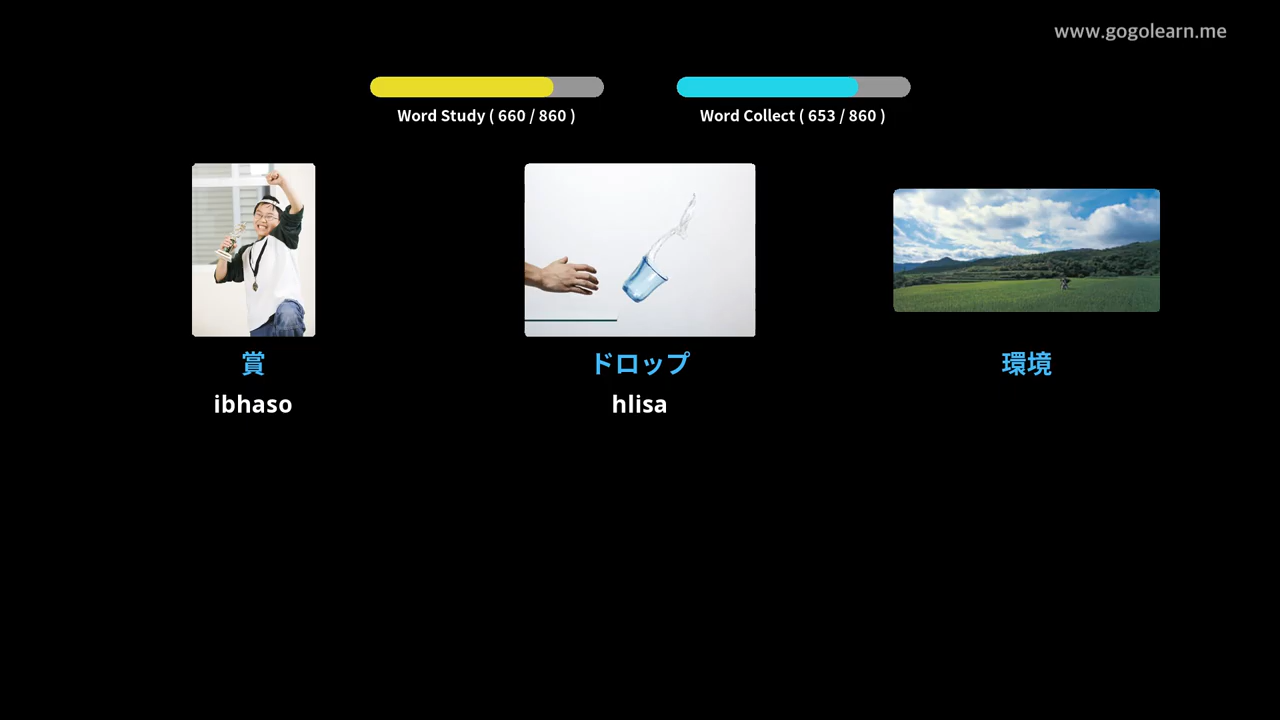 www.gogolearn.me
Word Study ( 660 / 860 )
Word Collect ( 653 / 860 )
賞
ドロップ
環境
ibhaso
hlisa